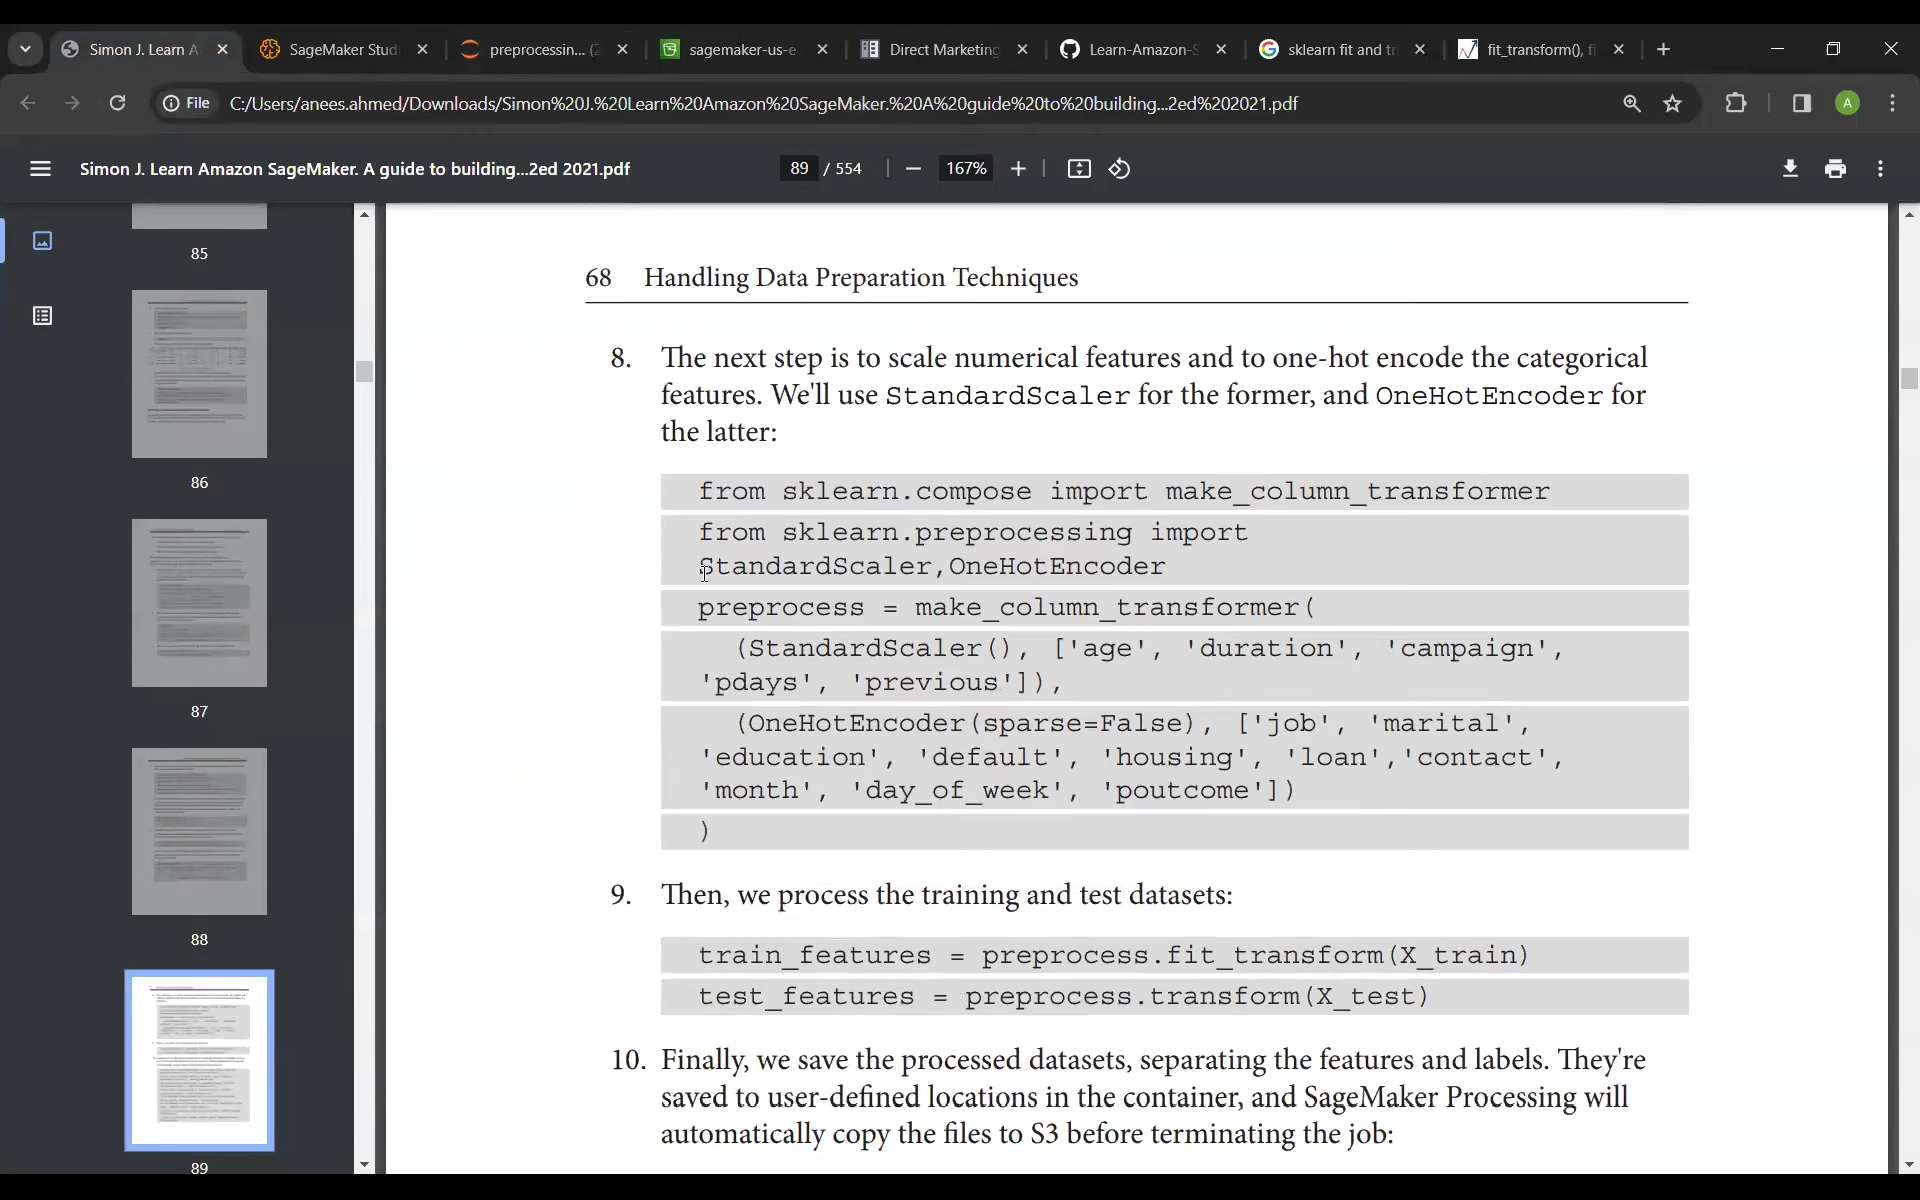 Simon J. Learn A
SageMaker Studi
preprocessin... (2
sagemaker-us-e
Direct Marketing
Learn-Amazon-S
sklearn fit and tr
fit_transform(), fi
File
C:/Users/anees.ahmed/Downloads/Simon%20J.%20Learn%20Amazon%20SageMaker.%20A%20guide%20to%20building...2ed%202021.pdf
A
Simon J. Learn Amazon SageMaker. A guide to building...2ed 2021.pdf
89 / 554
167%
85
86
87
88
89
68 Handling Data Preparation Techniques
8. The next step is to scale numerical features and to one-hot encode the categorical
features. We'll use StandardScaler for the former, and OneHotEncoder for
the latter:
from sklearn.compose import make_column_transformer
from sklearn.preprocessing import
StandardScaler,OneHotEncoder
preprocess = make_column_transformer(
(StandardScaler(), ['age', 'duration', 'campaign',
'pdays', 'previous']),
(OneHotEncoder(sparse=False), ['job', 'marital',
'education', 'default', 'housing', 'loan','contact',
'month', 'day_of_week', 'poutcome'])
)
9. Then, we process the training and test datasets:
train_features = preprocess.fit_transform(X_train)
test_features = preprocess.transform(X_test)
10. Finally, we save the processed datasets, separating the features and labels. They're
saved to user-defined locations in the container, and SageMaker Processing will
automatically copy the files to S3 before terminating the job: